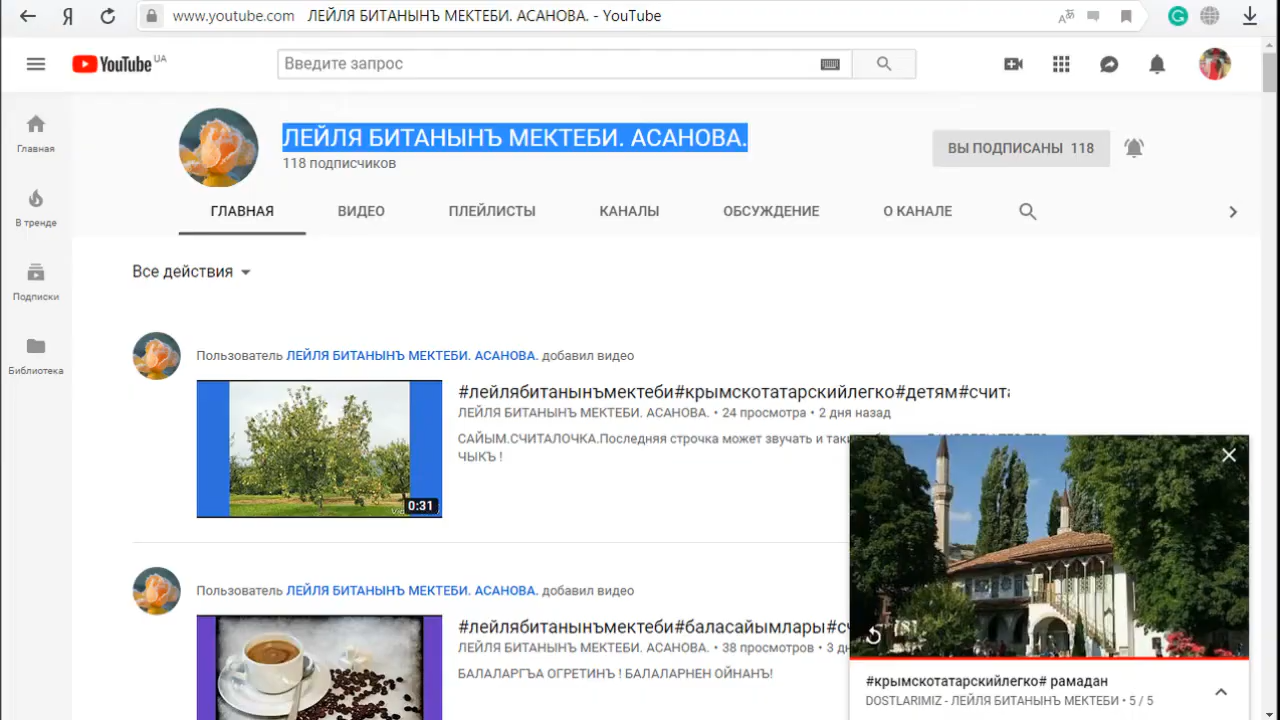 www.youtube.com ЛЕЙЛЯ БИТАНЫНЪ МЕКТЕБИ. АСАНОВА. - YouTube
YouTube UA
Введите запрос
ЛЕЙЛЯ БИТАНЫНЪ МЕКТЕБИ. АСАНОВА.
118 подписчиков
ВЫ ПОДПИСАНЫ 118
ГЛАВНАЯ ВИДЕО ПЛЕЙЛИСТЫ КАНАЛЫ ОБСУЖДЕНИЕ О КАНАЛЕ
Главная
В тренде
Подписки
Библиотека
Все действия
Пользователь ЛЕЙЛЯ БИТАНЫНЪ МЕКТЕБИ. АСАНОВА. добавил видео
0:31
#лейлябитанынъмектеби#крымскотатарскийлегко#детям#счита
ЛЕЙЛЯ БИТАНЫНЪ МЕКТЕБИ. АСАНОВА. • 24 просмотра • 2 дня назад
САЙЫМ.СЧИТАЛОЧКА.Последняя строчка может звучать и так
ЧЫКЪ !
Пользователь ЛЕЙЛЯ БИТАНЫНЪ МЕКТЕБИ. АСАНОВА. добавил видео
#лейлябитанынъмектеби#баласайымлары#сч
ЛЕЙЛЯ БИТАНЫНЪ МЕКТЕБИ. АСАНОВА. • 38 просмотров • 3 дн
БАЛАЛАРГЪА ОГРЕТИНЪ ! БАЛАЛАРНЕН ОЙНАНЪ!
#крымскотатарскийлегко# рамадан
DOSTLARIMIZ - ЛЕЙЛЯ БИТАНЫНЪ МЕКТЕБИ • 5 / 5